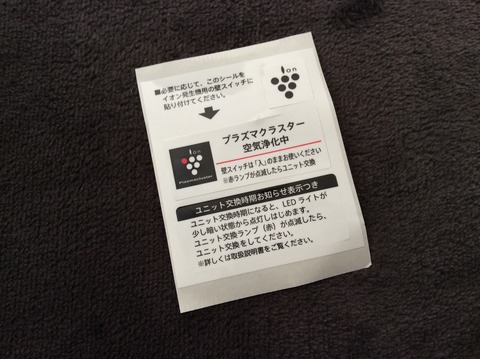 ■必要に応じて、このシールを
イオン発生機用の壁スイッチに
貼り付けてください。
Ion
Ion
Plasmacluster
プラズマクラスター
空気浄化中
壁スイッチは「入」のままお使いください
※赤ランプが点滅したらユニット交換
ユニット交換時期お知らせ表示つき
ユニット交換時期になると、LEDライトが
少し暗い状態から点灯しはじめます。
ユニット交換ランプ（赤）が点滅したら、
ユニット交換をしてください。
※詳しくは取扱説明書をご覧ください。